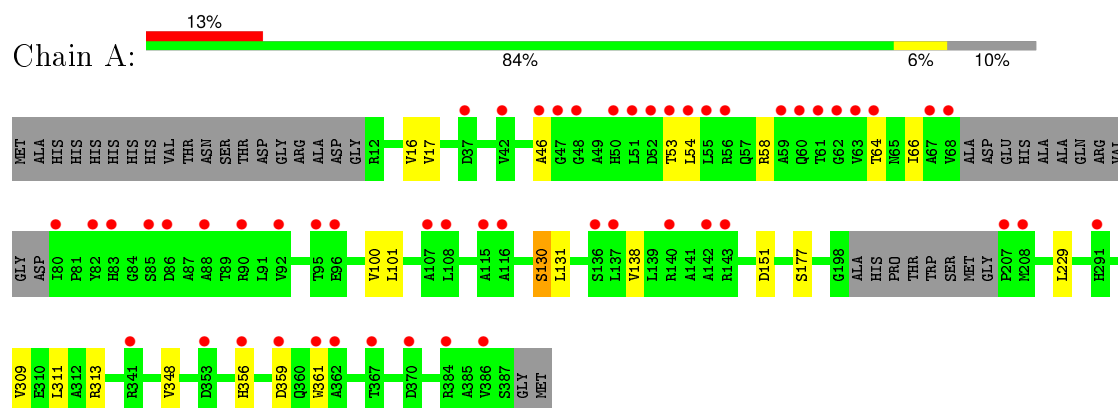 13%
Chain A:
84% 6% 10%
MET ALA HIS HIS HIS HIS HIS HIS VAL THR ASN SER THR ASP GLY ARG ALA ASP GLY R12 V16 V17 D37 V42 A46 G47 G48 A49 H50 L51 D52 T53 L54 L55 R56 Q57 R58 A59 Q60 T61 G62 V63 T64 N65 I66 A67 V68 ALA ASP GLU HIS ALA ALA GLN ARG VAL
GLY ASP I80 P81 Y82 H83 G84 S85 D86 A87 A88 T89 R90 L91 V92 T95 E96 V100 L101 A107 L108 A115 A116 S130 L131 S136 L137 V138 L139 R140 A141 A142 R143 D151 S177 G198 ALA HIS PRO THR TRP SER MET GLY P207 M208 L229 H291
V309 E310 L311 A312 R313 R341 V348 D353 H356 D359 Q360 W361 A362 T367 D370 R384 A385 V386 S387 GLY MET